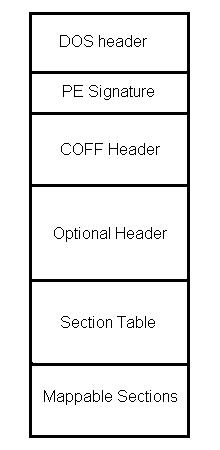 DOS header
PE Signature
COFF Header
Optional Header
Section Table
Mappable Sections